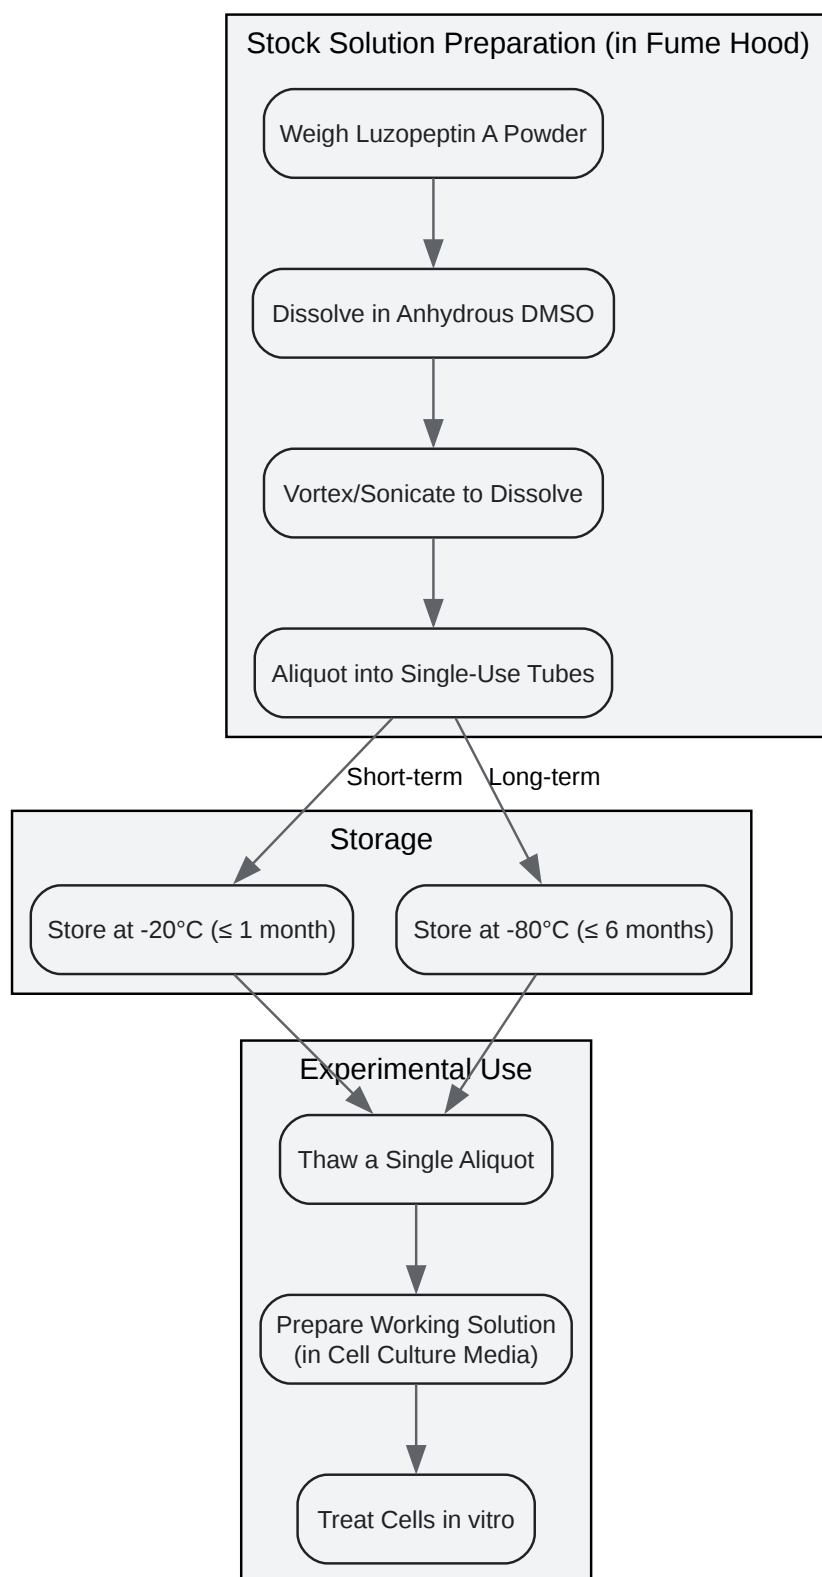 Stock Solution Preparation (in Fume Hood)
Weigh Luzopeptin A Powder
Dissolve in Anhydrous DMSO
Vortex/Sonicate to Dissolve
Aliquot into Single-Use Tubes
Short-term
Long-term
Storage
Store at -20°C (≤ 1 month)
Store at -80°C (≤ 6 months)
Experimental Use
Thaw a Single Aliquot
Prepare Working Solution
(in Cell Culture Media)
Treat Cells in vitro